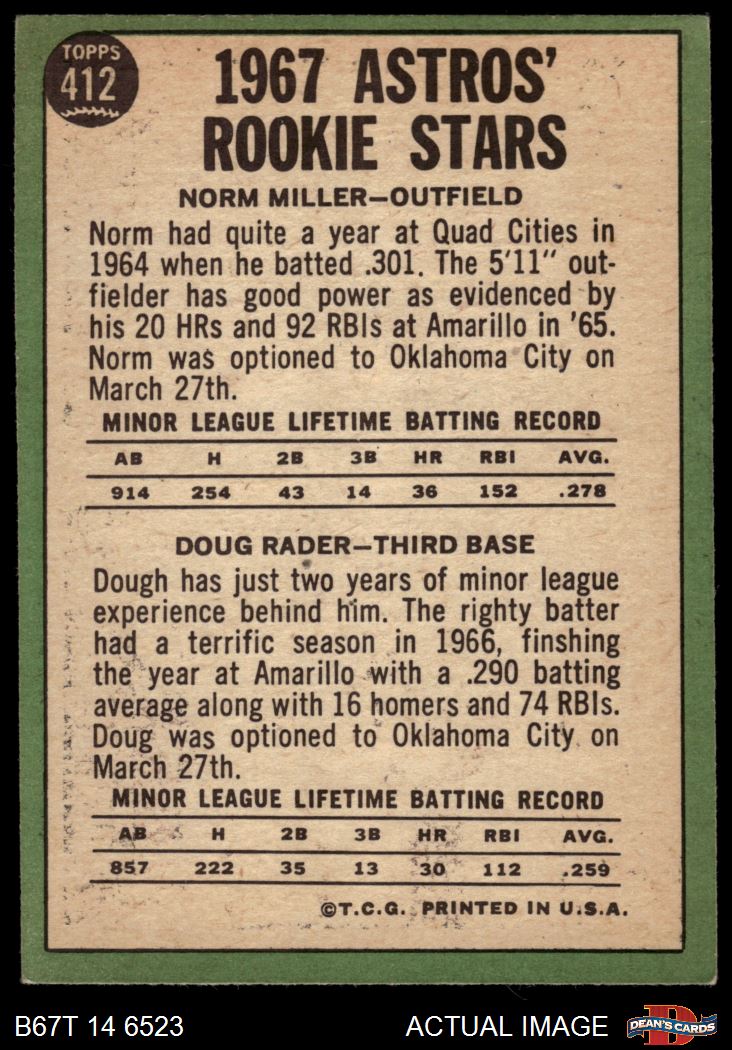 TOPPS
412
1967 ASTROS'
ROOKIE STARS
NORM MILLER—OUTFIELD
Norm had quite a year at Quad Cities in
1964 when he batted .301. The 5'11" out-
fielder has good power as evidenced by
his 20 HRs and 92 RBIs at Amarillo in '65.
Norm was optioned to Oklahoma City on
March 27th.
MINOR LEAGUE LIFETIME BATTING RECORD
AB H 2B 3B HR RBI AVG.
914 254 43 14 36 152 .278
DOUG RADER—THIRD BASE
Dough has just two years of minor league
experience behind him. The righty batter
had a terrific season in 1966, finshing
the year at Amarillo with a .290 batting
average along with 16 homers and 74 RBIs.
Doug was optioned to Oklahoma City on
March 27th.
MINOR LEAGUE LIFETIME BATTING RECORD
AB H 2B 3B HR RBI AVG.
857 222 35 13 30 112 .259
©T.C.G. PRINTED IN U.S.A.
B67T 14 6523 ACTUAL IMAGE D DEAN'S CARDS